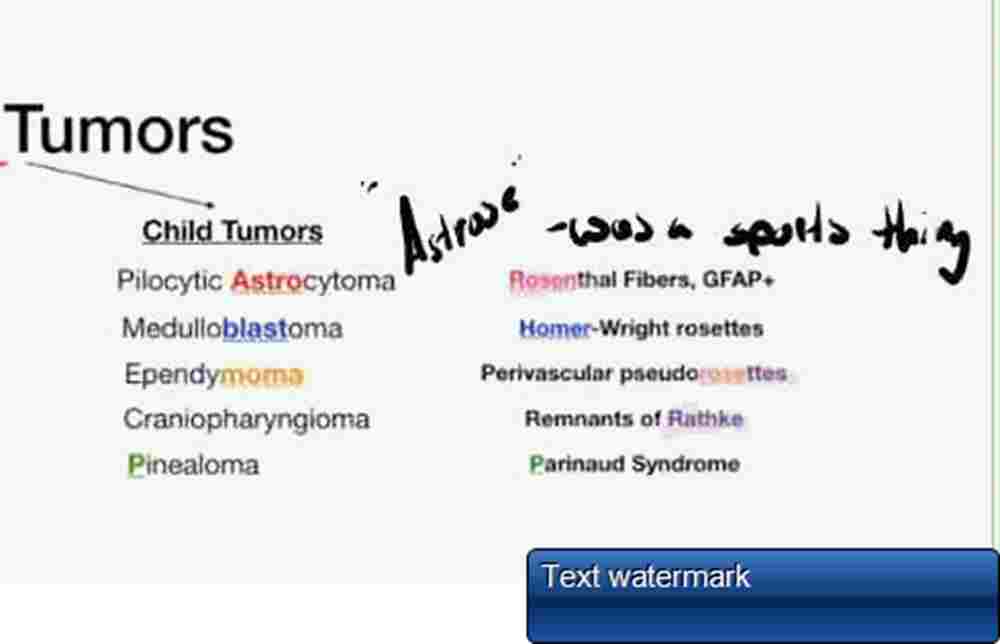 Tumors
Child Tumors
"Astrose" - was a sports thing
Pilocytic Astrocytoma Rosenthal Fibers, GFAP+
Medulloblastoma Homer-Wright rosettes
Ependymoma Perivascular pseudorosettes
Craniopharyngioma Remnants of Rathke
Pinealoma Parinaud Syndrome
Text watermark